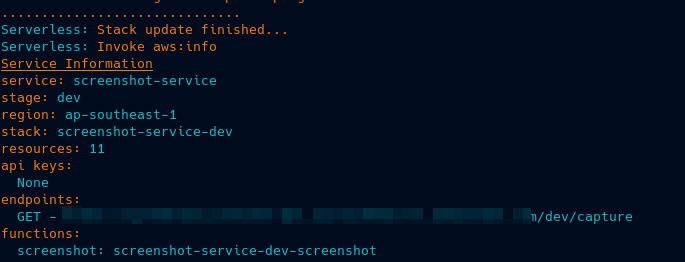 ..............................
Serverless: Stack update finished...
Serverless: Invoke aws:info
Service Information
service: screenshot-service
stage: dev
region: ap-southeast-1
stack: screenshot-service-dev
resources: 11
api keys:
  None
endpoints:
  GET - m/dev/capture
functions:
  screenshot: screenshot-service-dev-screenshot